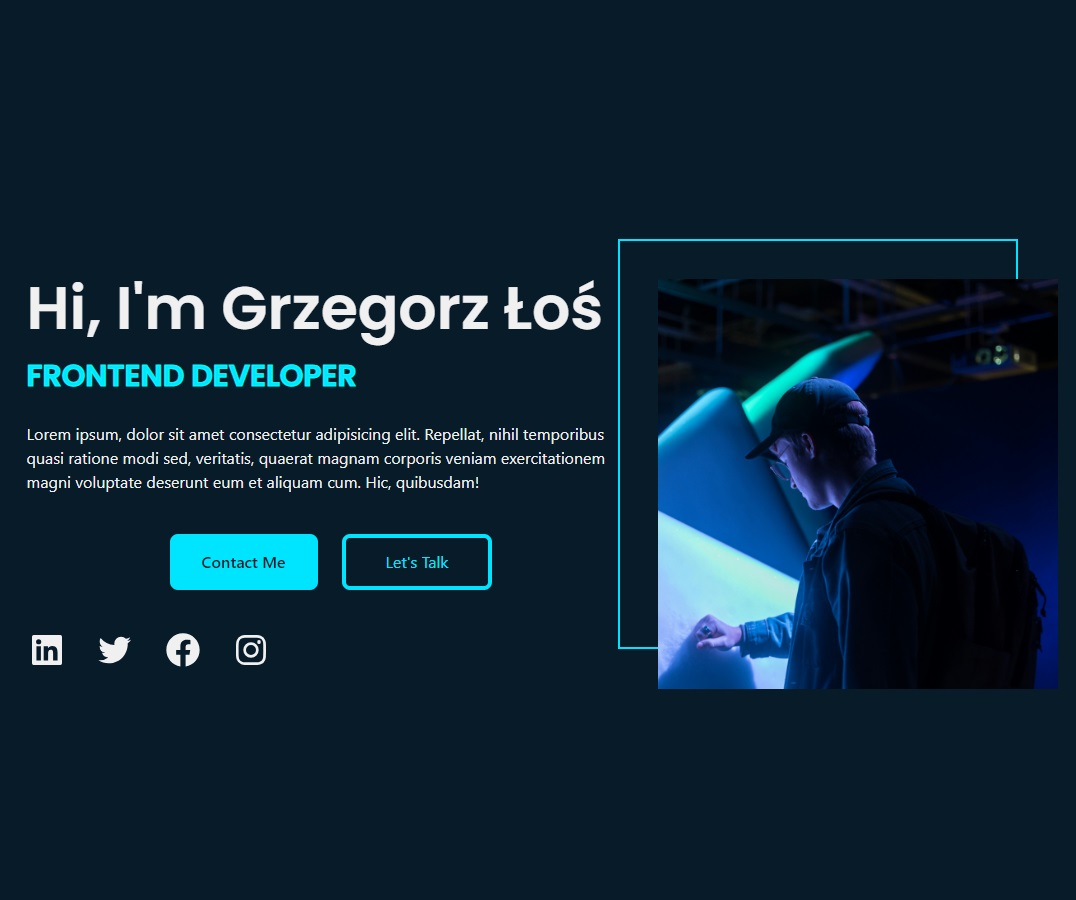 Hi, I'm Grzegorz Łoś
FRONTEND DEVELOPER
Lorem ipsum, dolor sit amet consectetur adipisicing elit. Repellat, nihil temporibus
quasi ratione modi sed, veritatis, quaerat magnam corporis veniam exercitationem
magni voluptate deserunt eum et aliquam cum. Hic, quibusdam!
Contact Me
Let's Talk